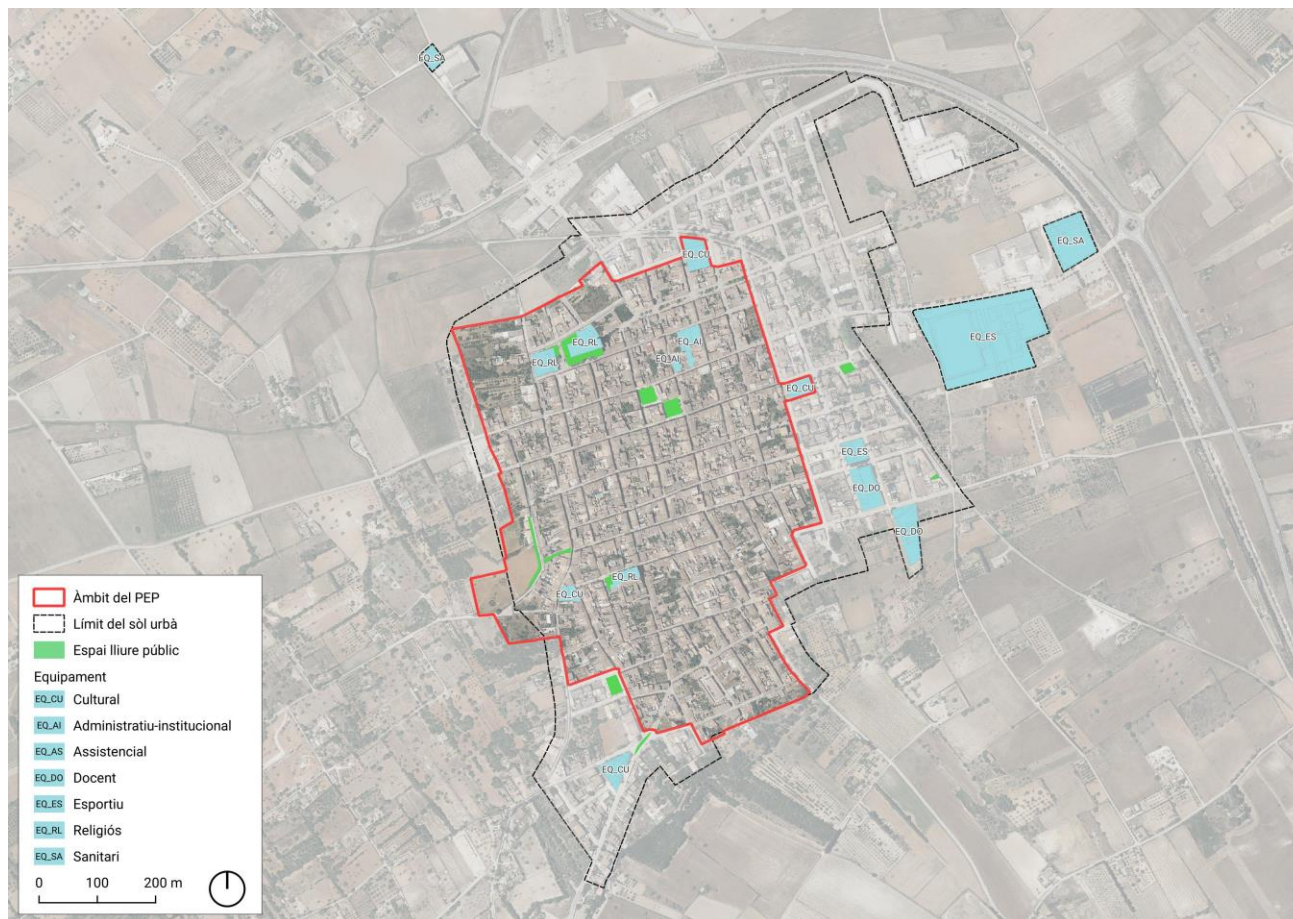 EQ_SA
EQ_SA
EQ_CU
EQ_ES
EQ_AI
EQ_RL
EQ_RL
EQ_AI
EQ_CU
EQ_ES
EQ_DO
EQ_DO
EQ_RL
EQ_CU
EQ_CU
Àmbit del PEP
Límit del sòl urbà
Espai lliure públic
Equipament
EQ_CU Cultural
EQ_AI Administratiu-institucional
EQ_AS Assistencial
EQ_DO Docent
EQ_ES Esportiu
EQ_RL Religiós
EQ_SA Sanitari
0 100 200 m